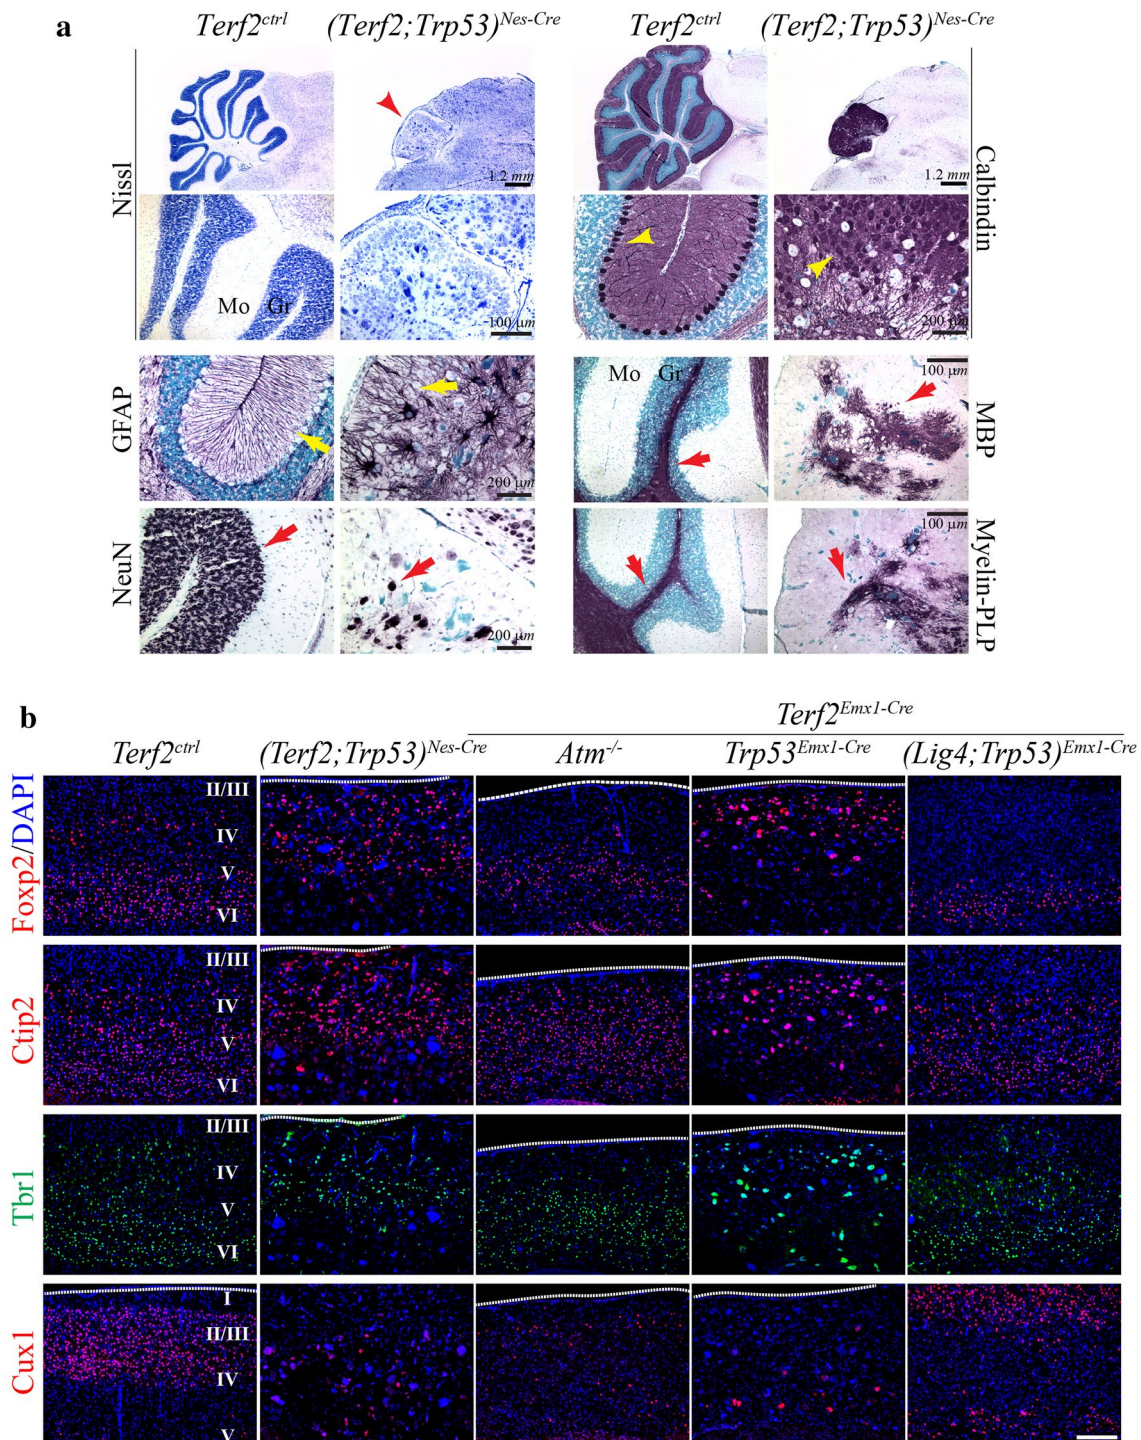 a
Terf2ctrl (Terf2;Trp53)Nes-Cre Terf2ctrl (Terf2;Trp53)Nes-Cre
Nissl
1.2 mm
1.2 mm
Calbindin
Mo Gr
100 µm
200 µm
GFAP
200 µm
Mo Gr
100 µm
MBP
NeuN
200 µm
100 µm
Myelin-PLP
b
Terf2Emx1-Cre
Terf2ctrl (Terf2;Trp53)Nes-Cre Atm-/- Trp53Emx1-Cre (Lig4;Trp53)Emx1-Cre
Foxp2/DAPI
II/III
IV
V
VI
Ctip2
II/III
IV
V
VI
Tbr1
II/III
IV
V
VI
Cux1
I
II/III
IV
V